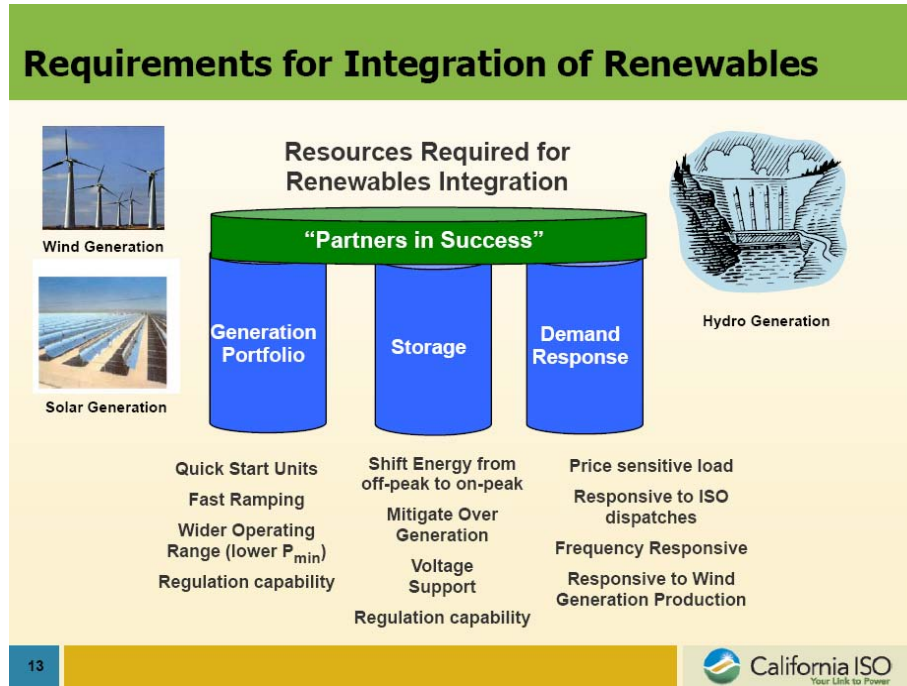 Requirements for Integration of Renewables
Resources Required for
Renewables Integration
Wind Generation
Solar Generation
"Partners in Success"
Generation
Portfolio
Storage
Demand
Response
Hydro Generation
Quick Start Units
Fast Ramping
Wider Operating
Range (lower Pmin)
Regulation capability
Shift Energy from
off-peak to on-peak
Mitigate Over
Generation
Voltage
Support
Regulation capability
Price sensitive load
Responsive to ISO
dispatches
Frequency Responsive
Responsive to Wind
Generation Production
13
California ISO
Your Link to Power